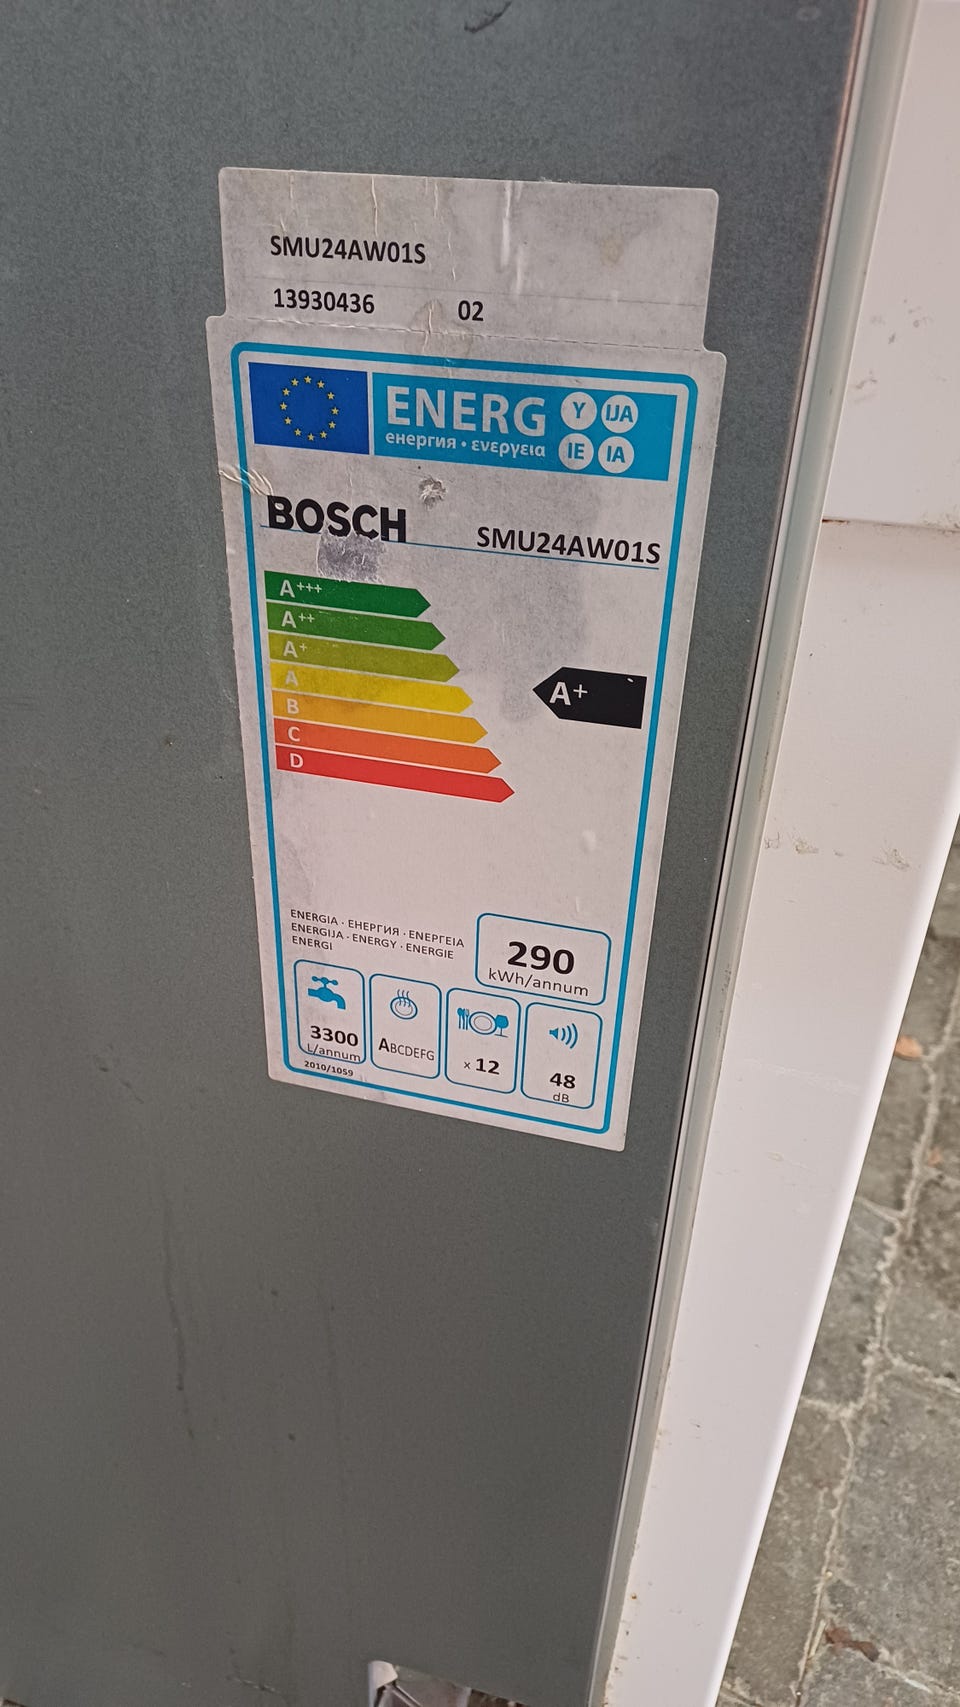 SMU24AW01S
13930436 02
ENERG Y IJA
енергия · ενεργεια IE IA
BOSCH SMU24AW01S
A+++
A++
A+
A
B
C
D
A+
ENERGIA · ЕНЕРГИЯ · ΕΝΕΡΓΕΙΑ
ENERGIJA · ENERGY · ENERGIE
ENERGI
290
kWh/annum
3300
L/annum
ABCDEFG
x 12
48
dB
2010/1059